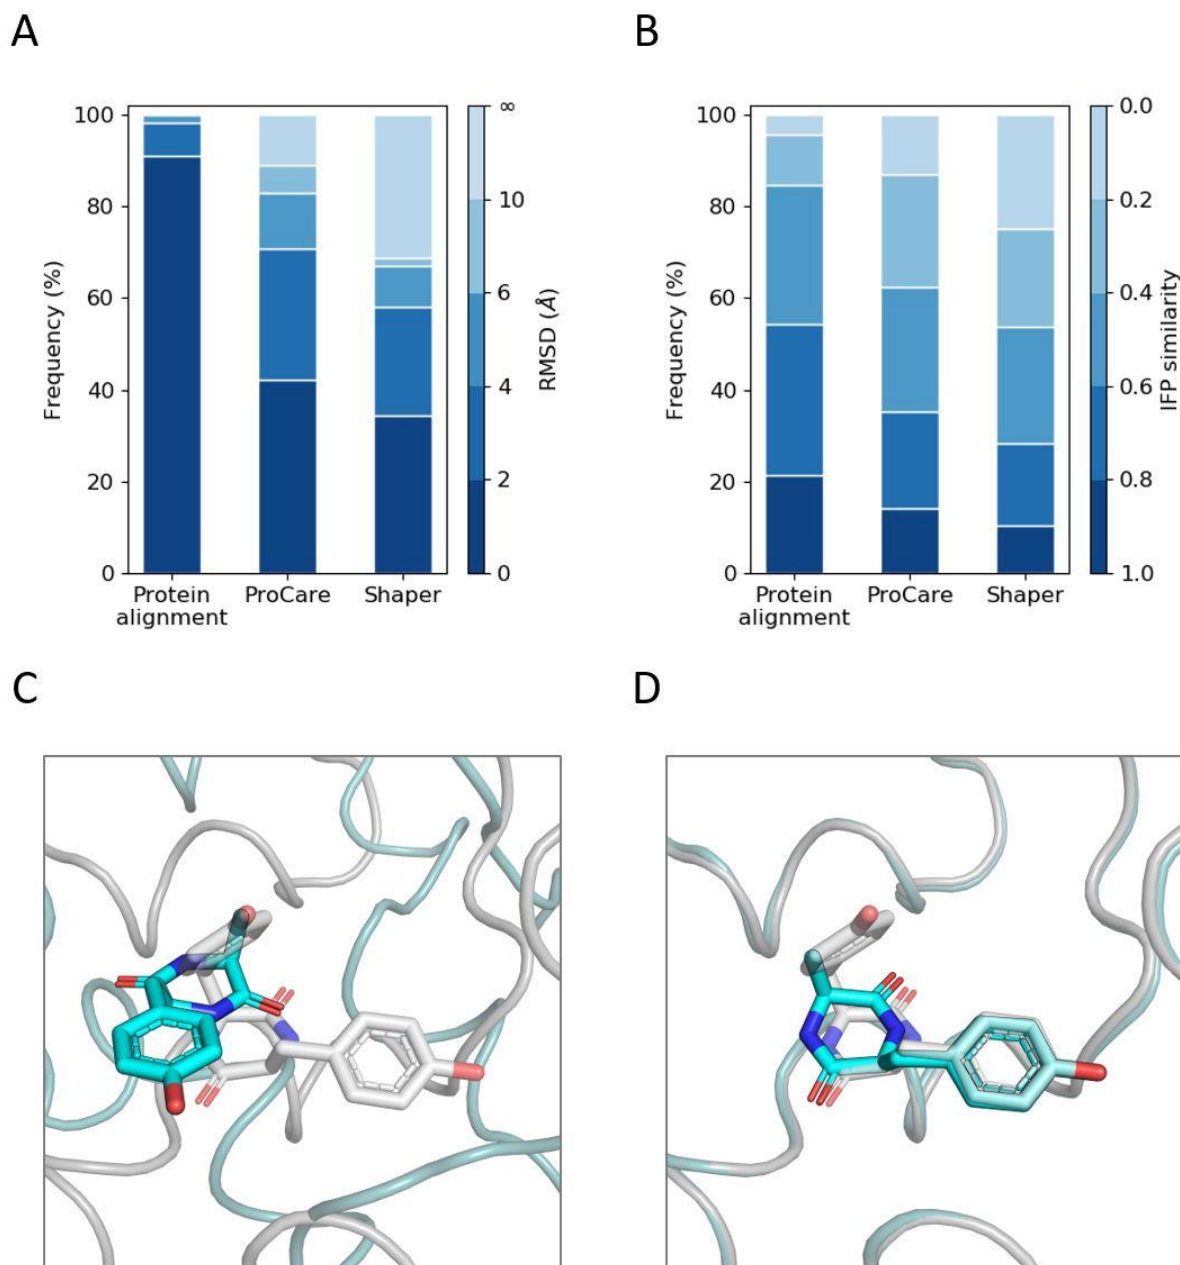 A
B
100
80
60
40
20
0
Frequency (%)
Protein
alignment
ProCare
Shaper
∞
10
6
4
2
0
RMSD (Å)
100
80
60
40
20
0
Frequency (%)
Protein
alignment
ProCare
Shaper
0.0
0.2
0.4
0.6
0.8
1.0
IFP similarity
C
D